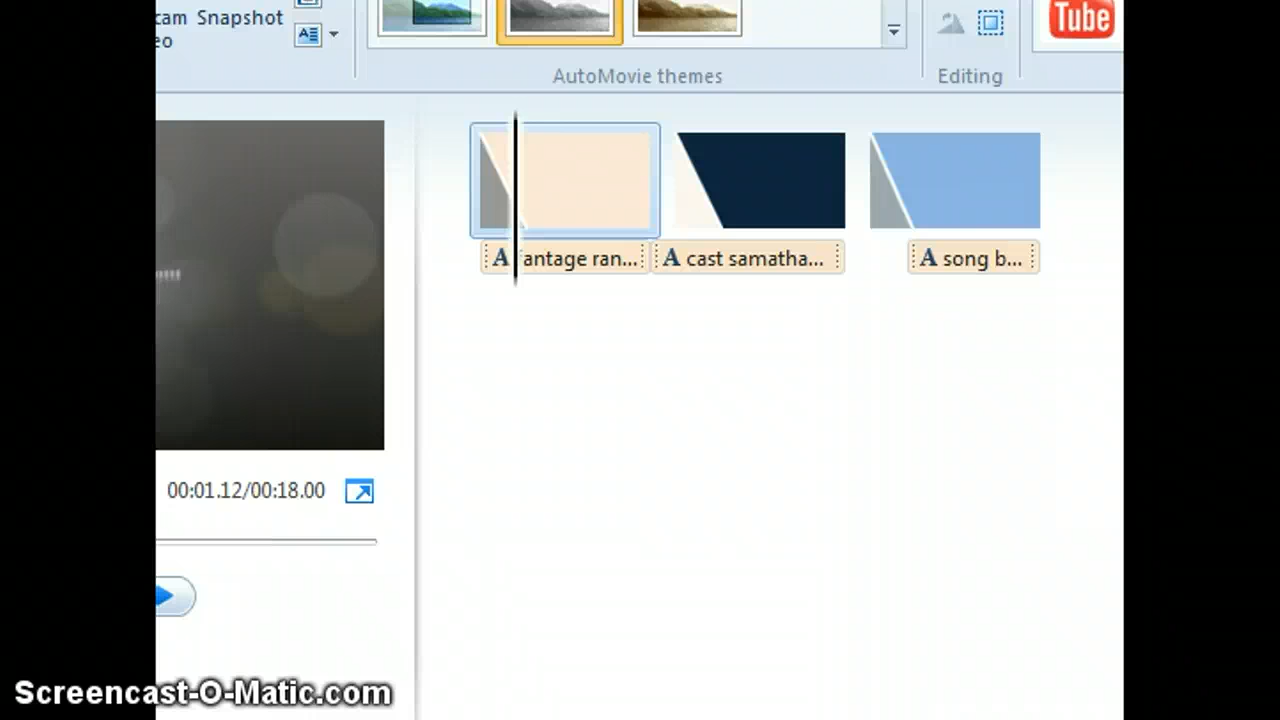 cam Snapshot
eo
Tube
AutoMovie themes
Editing
A antage ran...
A cast samatha...
A song b...
00:01.12/00:18.00
Screencast-O-Matic.com